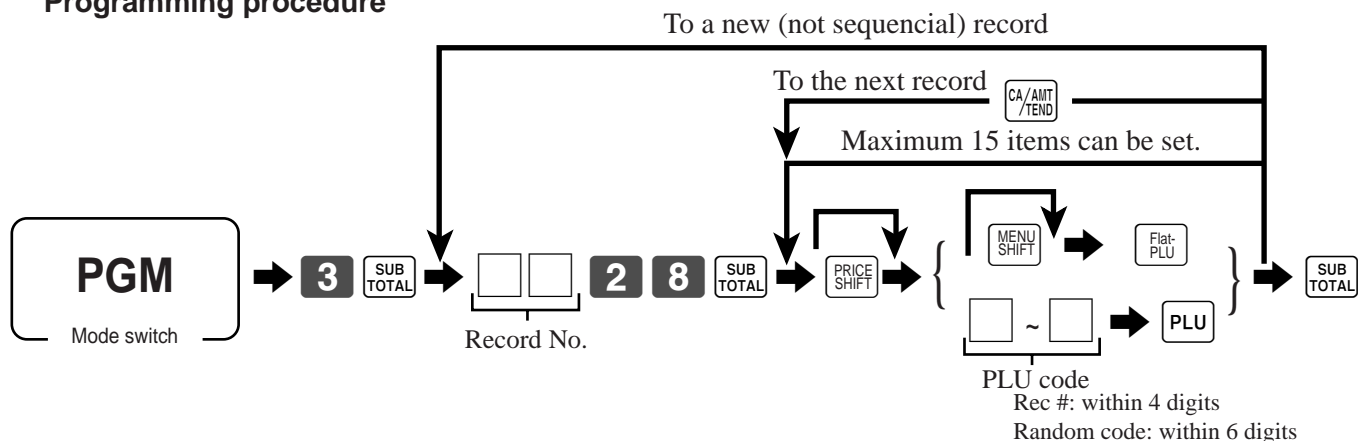 Programming procedure
To a new (not sequencial) record
To the next record
CA/AMT
/TEND
Maximum 15 items can be set.
PGM
Mode switch
3
SUB
TOTAL
Record No.
2
8
SUB
TOTAL
PRICE
SHIFT
MENU
SHIFT
Flat-
PLU
~
PLU
SUB
TOTAL
PLU code
Rec #: within 4 digits
Random code: within 6 digits